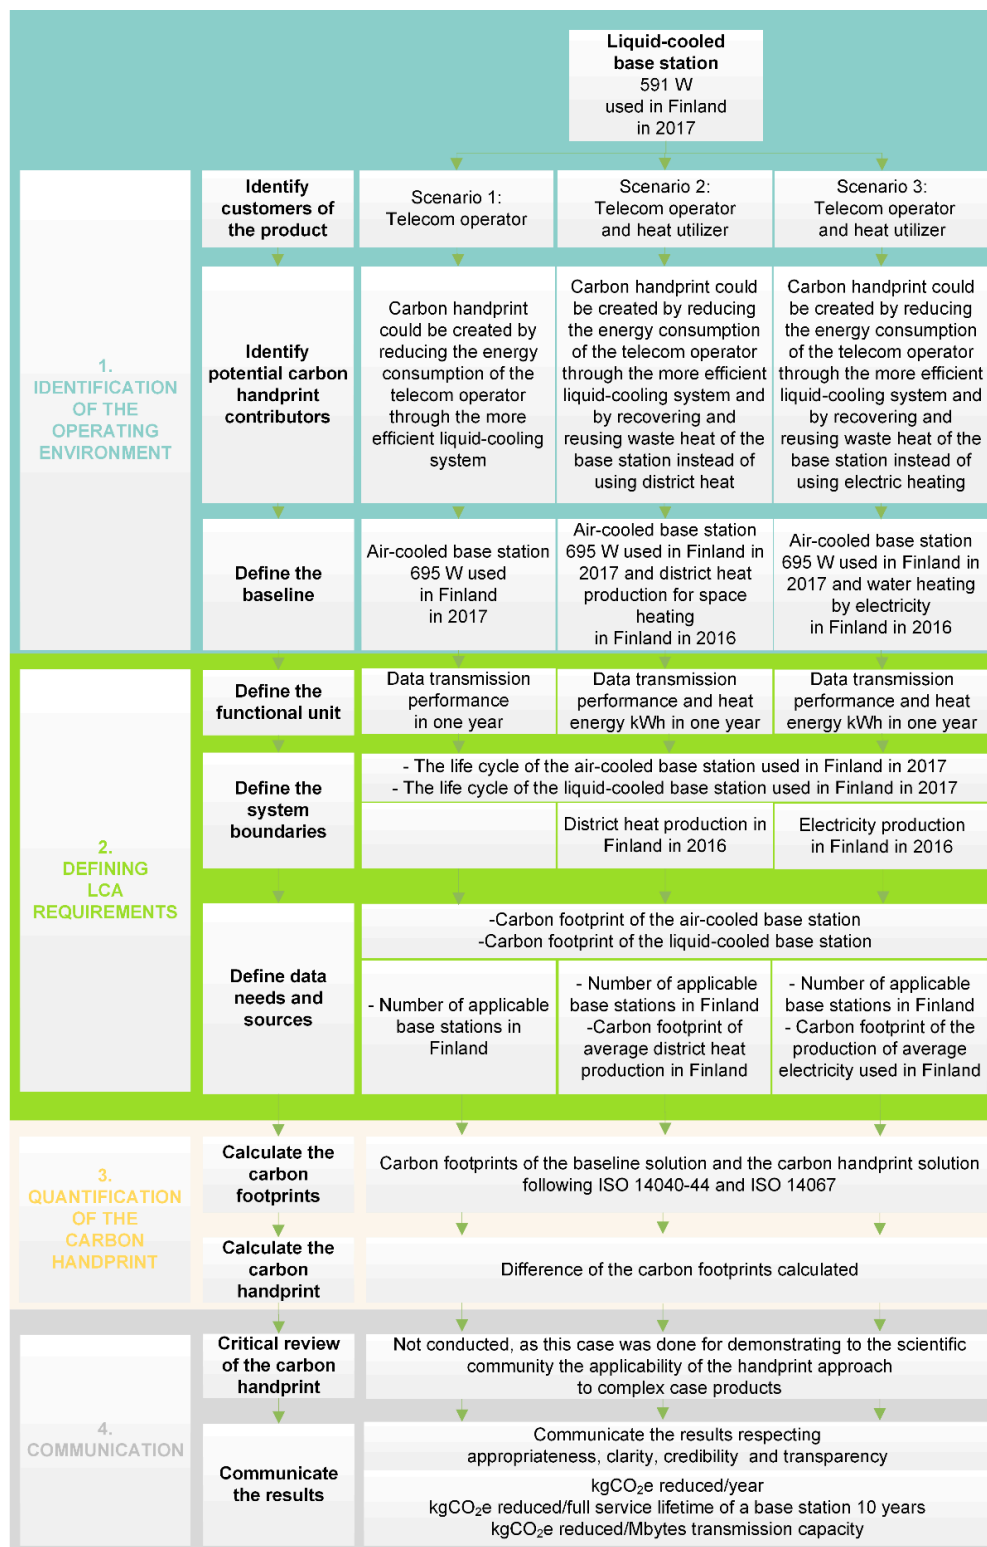 Liquid-cooled
base station
591 W
used in Finland
in 2017
1.
IDENTIFICATION
OF THE
OPERATING
ENVIRONMENT
Identify
customers of
the product
Scenario 1:
Telecom operator
Scenario 2:
Telecom operator
and heat utilizer
Scenario 3:
Telecom operator
and heat utilizer
Identify
potential carbon
handprint
contributors
Carbon handprint
could be created by
reducing the energy
consumption of the
telecom operator
through the more
efficient liquid-cooling
system
Carbon handprint could
be created by reducing
the energy consumption
of the telecom operator
through the more efficient
liquid-cooling system and
by recovering and
reusing waste heat of the
base station instead of
using district heat
Carbon handprint could
be created by reducing
the energy consumption
of the telecom operator
through the more efficient
liquid-cooling system and
by recovering and
reusing waste heat of the
base station instead of
using electric heating
Define the
baseline
Air-cooled base station
695 W used
in Finland
in 2017
Air-cooled base station
695 W used in Finland in
2017 and district heat
production for space
heating
in Finland in 2016
Air-cooled base station
695 W used in Finland in
2017 and water heating
by electricity
in Finland in 2016
2.
DEFINING
LCA
REQUIREMENTS
Define the
functional unit
Data transmission
performance
in one year
Data transmission
performance and heat
energy kWh in one year
Data transmission
performance and heat
energy kWh in one year
Define the
system
boundaries
- The life cycle of the air-cooled base station used in Finland in 2017
- The life cycle of the liquid-cooled base station used in Finland in 2017
District heat production in
Finland in 2016
Electricity production
in Finland in 2016
Define data
needs and
sources
-Carbon footprint of the air-cooled base station
-Carbon footprint of the liquid-cooled base station
- Number of applicable
base stations in
Finland
- Number of applicable
base stations in Finland
-Carbon footprint of
average district heat
production in Finland
- Number of applicable
base stations in Finland
- Carbon footprint of the
production of average
electricity used in Finland
3.
QUANTIFICATION
OF THE
CARBON
HANDPRINT
Calculate the
carbon
footprints
Carbon footprints of the baseline solution and the carbon handprint solution
following ISO 14040-44 and ISO 14067
Calculate the
carbon
handprint
Difference of the carbon footprints calculated
4.
COMMUNICATION
Critical review
of the carbon
handprint
Not conducted, as this case was done for demonstrating to the scientific
community the applicability of the handprint approach
to complex case products
Communicate
the results
Communicate the results respecting
appropriateness, clarity, credibility and transparency
kgCO₂e reduced/year
kgCO₂e reduced/full service lifetime of a base station 10 years
kgCO₂e reduced/Mbytes transmission capacity